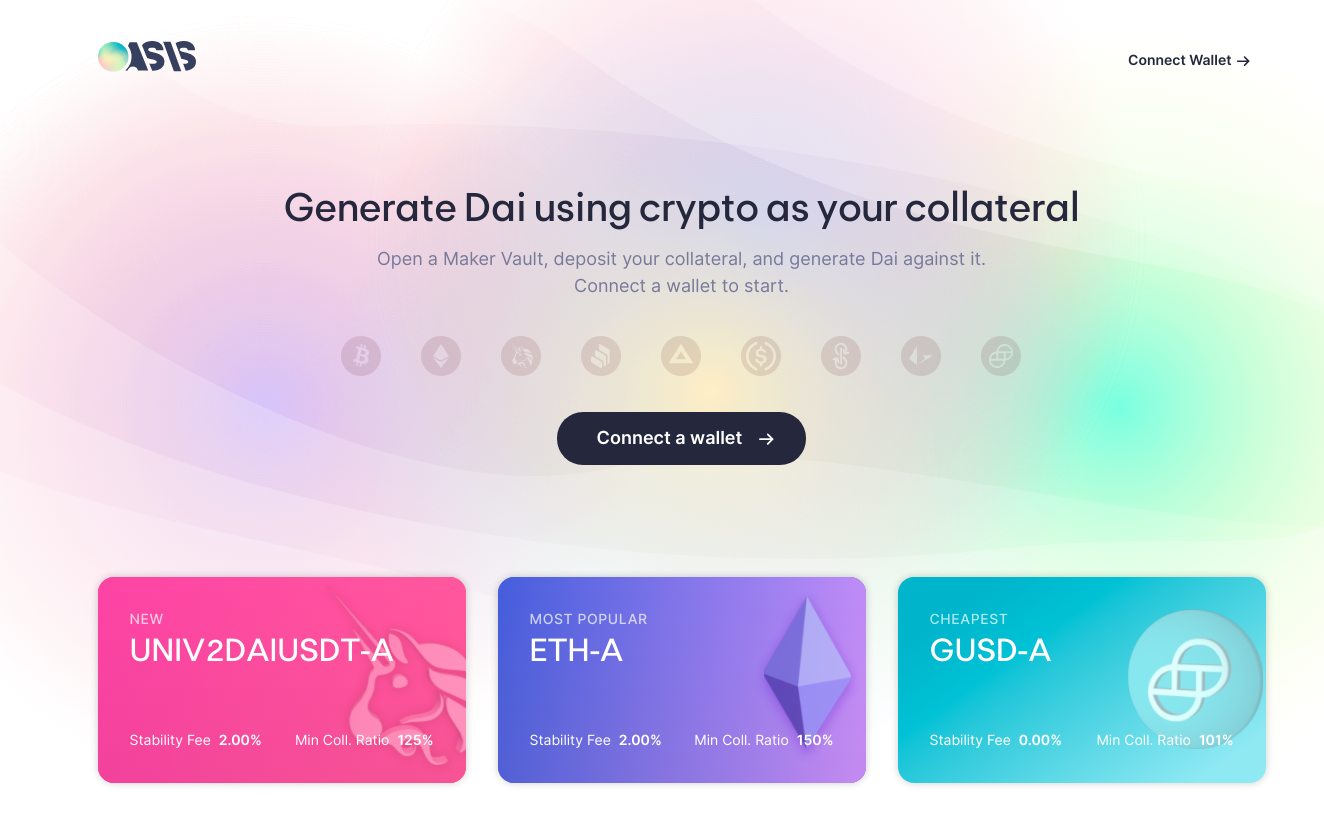 OASIS
Connect Wallet →
Generate Dai using crypto as your collateral
Open a Maker Vault, deposit your collateral, and generate Dai against it.
Connect a wallet to start.
Connect a wallet →
NEW
UNIV2DAIUSDT-A
Stability Fee 2.00% Min Coll. Ratio 125%
MOST POPULAR
ETH-A
Stability Fee 2.00% Min Coll. Ratio 150%
CHEAPEST
GUSD-A
Stability Fee 0.00% Min Coll. Ratio 101%